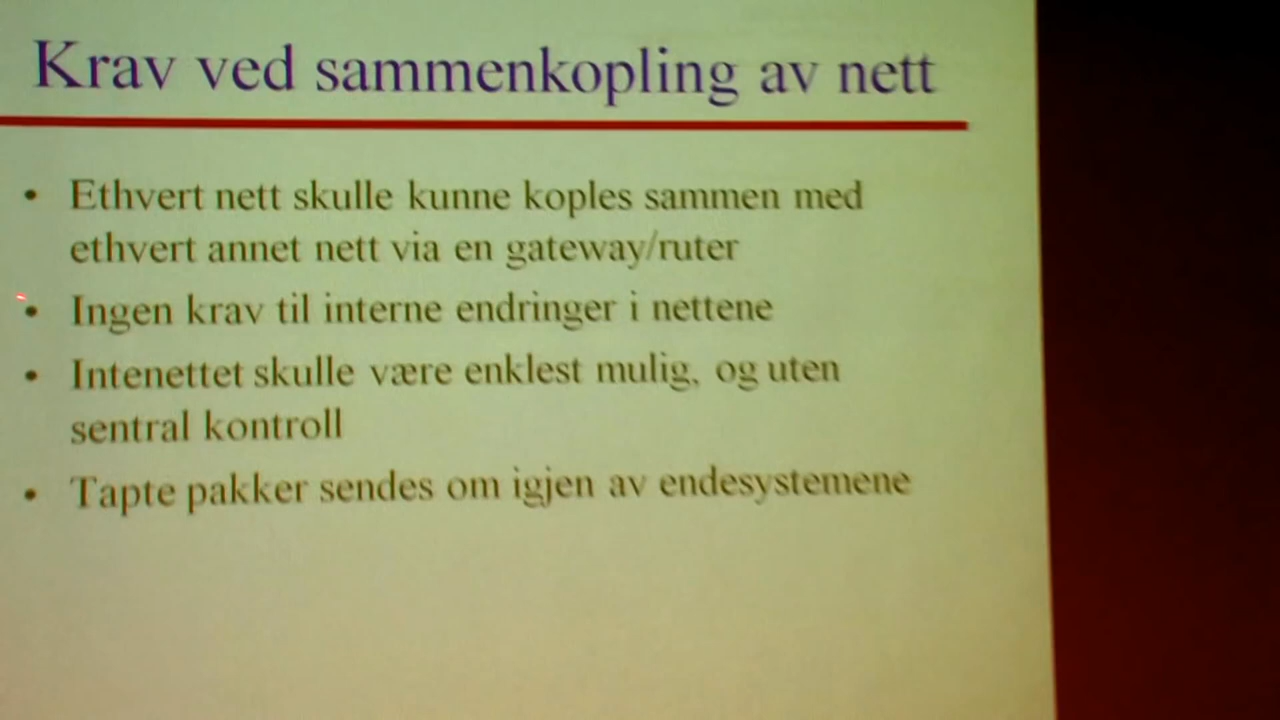 Krav ved sammenkopling av nett
• Ethvert nett skulle kunne koples sammen med
ethvert annet nett via en gateway/ruter
• Ingen krav til interne endringer i nettene
• Intenettet skulle være enklest mulig, og uten
sentral kontroll
• Tapte pakker sendes om igjen av endesystemene